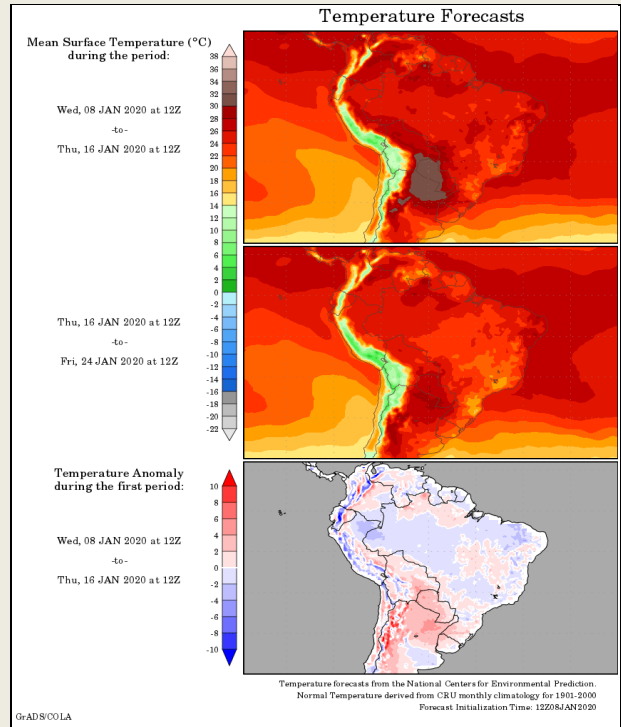 Temperature Forecasts
Mean Surface Temperature (°C)
during the period:
Wed, 08 JAN 2020 at 12Z
-to-
Thu, 16 JAN 2020 at 12Z
38
36
34
32
30
28
26
24
22
20
18
16
14
12
10
8
6
4
2
0
-2
-4
-6
-8
-10
-12
-14
-16
-18
-20
-22
Thu, 16 JAN 2020 at 12Z
-to-
Fri, 24 JAN 2020 at 12Z
Temperature Anomaly
during the first period:
Wed, 08 JAN 2020 at 12Z
-to-
Thu, 16 JAN 2020 at 12Z
10
8
6
4
2
0
-2
-4
-6
-8
-10
Temperature forecasts from the National Centers for Environmental Prediction.
Normal Temperature derived from CRU monthly climatology for 1901-2000
Forecast Initialization Time: 12Z08JAN2020
GrADS/COLA